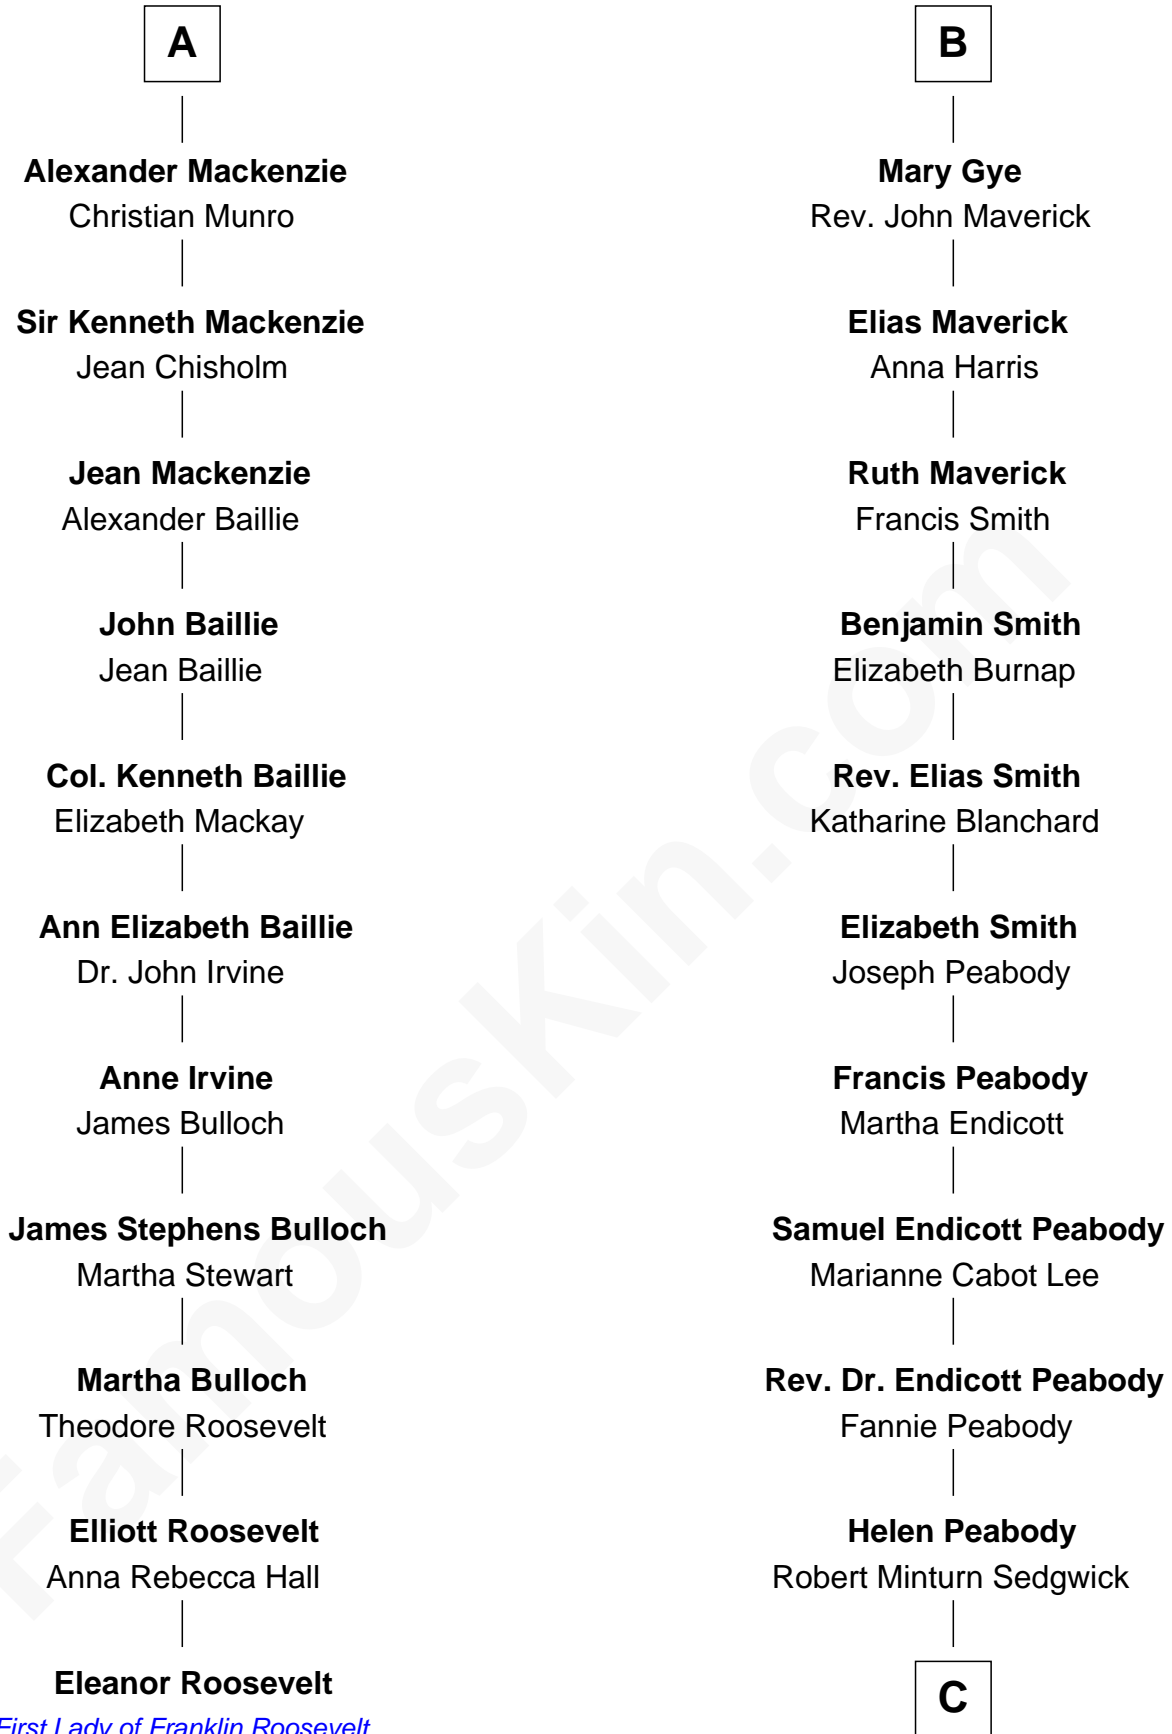 A
Alexander Mackenzie
Christian Munro
Sir Kenneth Mackenzie
Jean Chisholm
Jean Mackenzie
Alexander Baillie
John Baillie
Jean Baillie
Col. Kenneth Baillie
Elizabeth Mackay
Ann Elizabeth Baillie
Dr. John Irvine
Anne Irvine
James Bulloch
James Stephens Bulloch
Martha Stewart
Martha Bulloch
Theodore Roosevelt
Elliott Roosevelt
Anna Rebecca Hall
Eleanor Roosevelt
First Lady of Franklin Roosevelt
B
Mary Gye
Rev. John Maverick
Elias Maverick
Anna Harris
Ruth Maverick
Francis Smith
Benjamin Smith
Elizabeth Burnap
Rev. Elias Smith
Katharine Blanchard
Elizabeth Smith
Joseph Peabody
Francis Peabody
Martha Endicott
Samuel Endicott Peabody
Marianne Cabot Lee
Rev. Dr. Endicott Peabody
Fannie Peabody
Helen Peabody
Robert Minturn Sedgwick
C
FamousKin.com